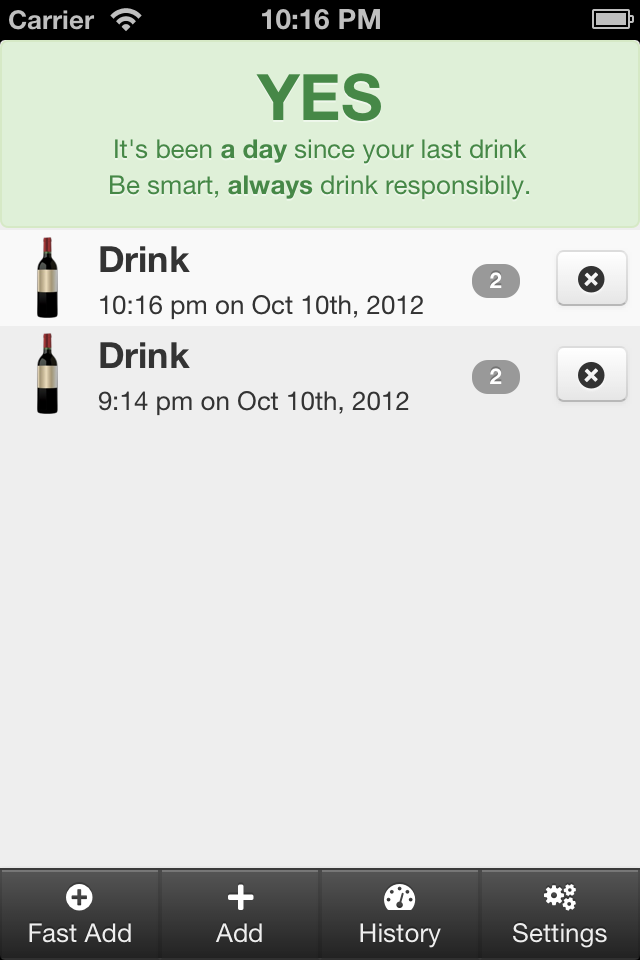 Carrier 10:16 PM
YES
It's been a day since your last drink
Be smart, always drink responsibily.
Drink
2
10:16 pm on Oct 10th, 2012
Drink
2
9:14 pm on Oct 10th, 2012
Fast Add Add History Settings